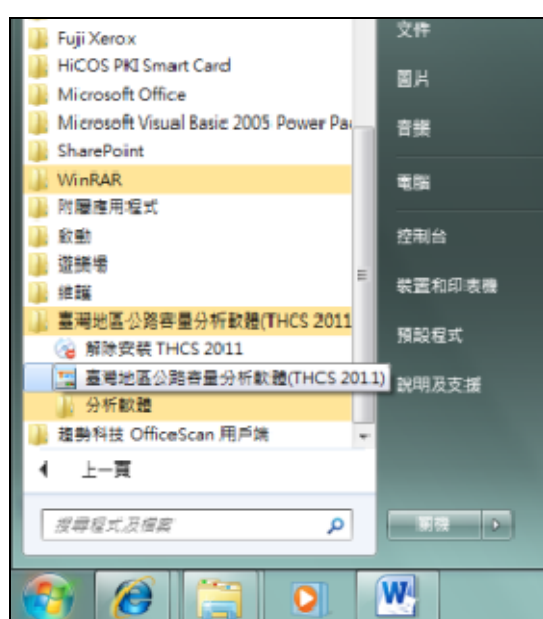 Fuji Xerox
HiCOS PKI Smart Card
Microsoft Office
Microsoft Visual Basic 2005 Power Pa
SharePoint
WinRAR
附屬應用程式
啟動
遊樂場
維護
臺灣地區公路容量分析軟體(THCS 2011
解除安裝 THCS 2011
臺灣地區公路容量分析軟體(THCS 2011)
分析軟體
趨勢科技 OfficeScan 用戶端
上一頁
搜尋程式及檔案
文件
圖片
音樂
電腦
控制台
裝置和印表機
預設程式
說明及支援
關機